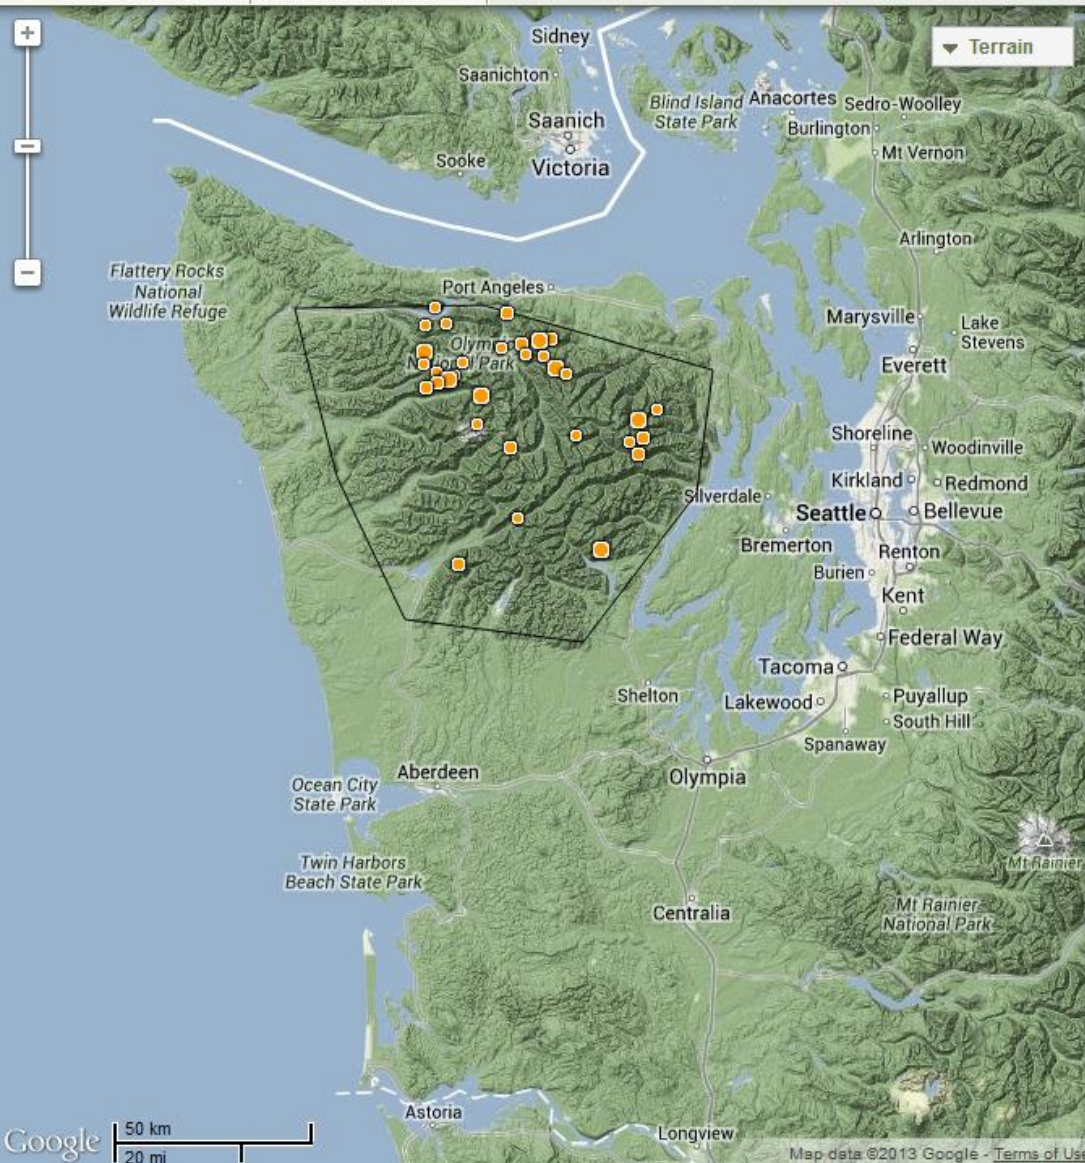 Sidney
Terrain
Saanichton
Blind Island
State Park
Anacortes
Sedro-Woolley
Saanich
Burlington
Sooke
Victoria
Mt Vernon
Arlington
Flattery Rocks
National
Wildlife Refuge
Port Angeles
Marysville
Lake
Stevens
Olympic
National Park
Everett
Shoreline
Woodinville
Kirkland
Redmond
Silverdale
Seattle
Bellevue
Bremerton
Renton
Burien
Kent
Federal Way
Tacoma
Shelton
Lakewood
Puyallup
South Hill
Spanaway
Aberdeen
Olympia
Ocean City
State Park
Twin Harbors
Beach State Park
Mt Rainier
Mt Rainier
National Park
Centralia
Astoria
Longview
Google
50 km
20 mi
Map data ©2013 Google - Terms of Use